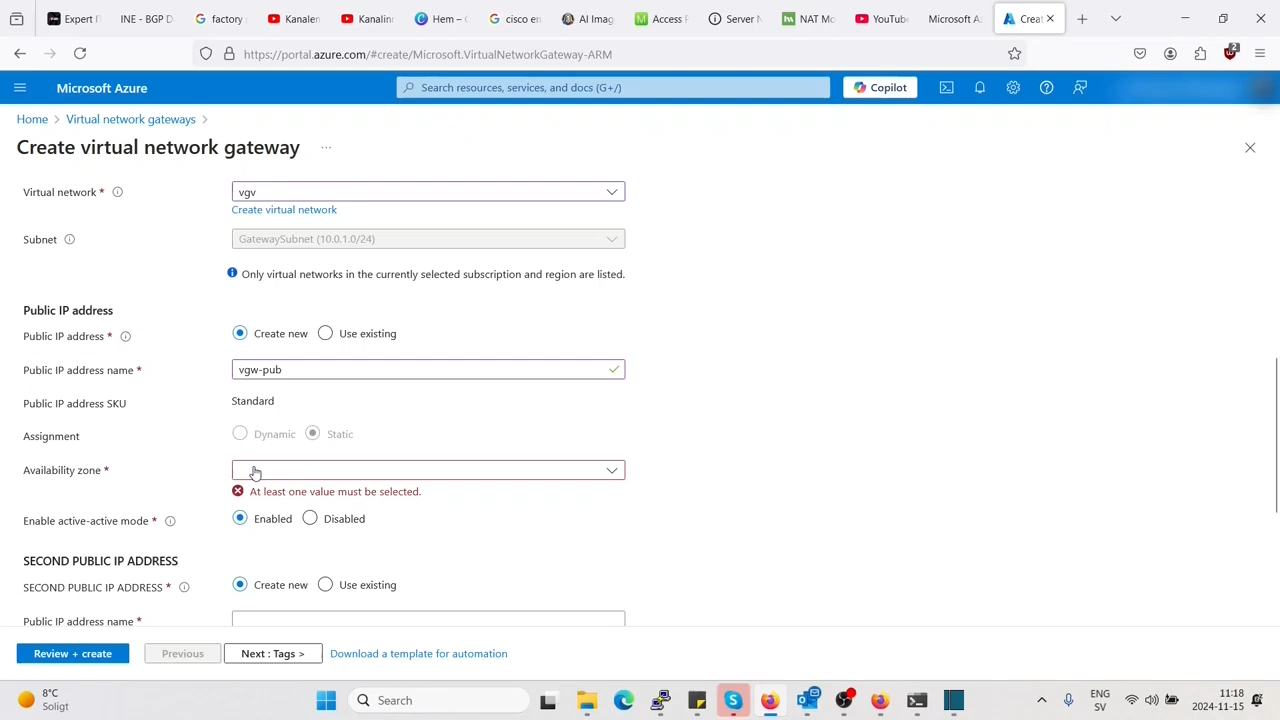 Expert
INE - BGP D
factory
Kanalen
Kanalin
Hem –
cisco en
AI Imag
Access
Server N
NAT Mo
YouTube
Microsoft Az
Creat
https://portal.azure.com/#create/Microsoft.VirtualNetworkGateway-ARM
2
Microsoft Azure
Search resources, services, and docs (G+/)
Copilot
Home > Virtual network gateways >
Create virtual network gateway ...
Virtual network *
vgv
Create virtual network
Subnet
GatewaySubnet (10.0.1.0/24)
Only virtual networks in the currently selected subscription and region are listed.
Public IP address
Public IP address *
Create new
Use existing
Public IP address name *
vgw-pub
Public IP address SKU
Standard
Assignment
Dynamic
Static
Availability zone *
At least one value must be selected.
Enable active-active mode *
Enabled
Disabled
SECOND PUBLIC IP ADDRESS
SECOND PUBLIC IP ADDRESS *
Create new
Use existing
Public IP address name *
Review + create
Previous
Next : Tags >
Download a template for automation
8°C
Soligt
Search
ENG
SV
11:18
2024-11-15